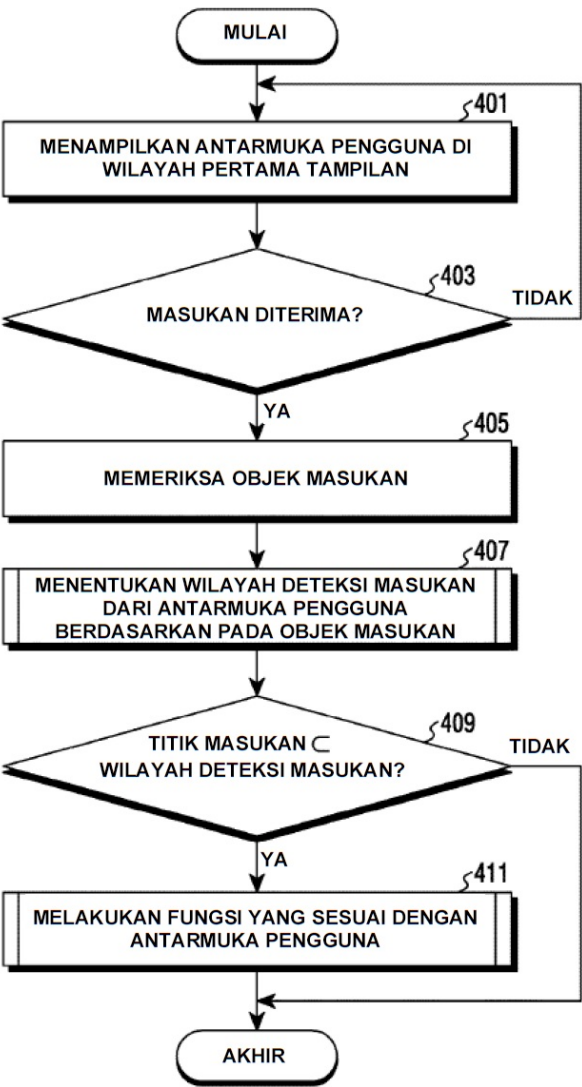 MULAI
401
MENAMPILKAN ANTARMUKA PENGGUNA DI
WILAYAH PERTAMA TAMPILAN
403
MASUKAN DITERIMA?
TIDAK
YA
405
MEMERIKSA OBJEK MASUKAN
407
MENENTUKAN WILAYAH DETEKSI MASUKAN
DARI ANTARMUKA PENGGUNA
BERDASARKAN PADA OBJEK MASUKAN
409
TITIK MASUKAN ⊂
WILAYAH DETEKSI MASUKAN?
TIDAK
YA
411
MELAKUKAN FUNGSI YANG SESUAI DENGAN
ANTARMUKA PENGGUNA
AKHIR